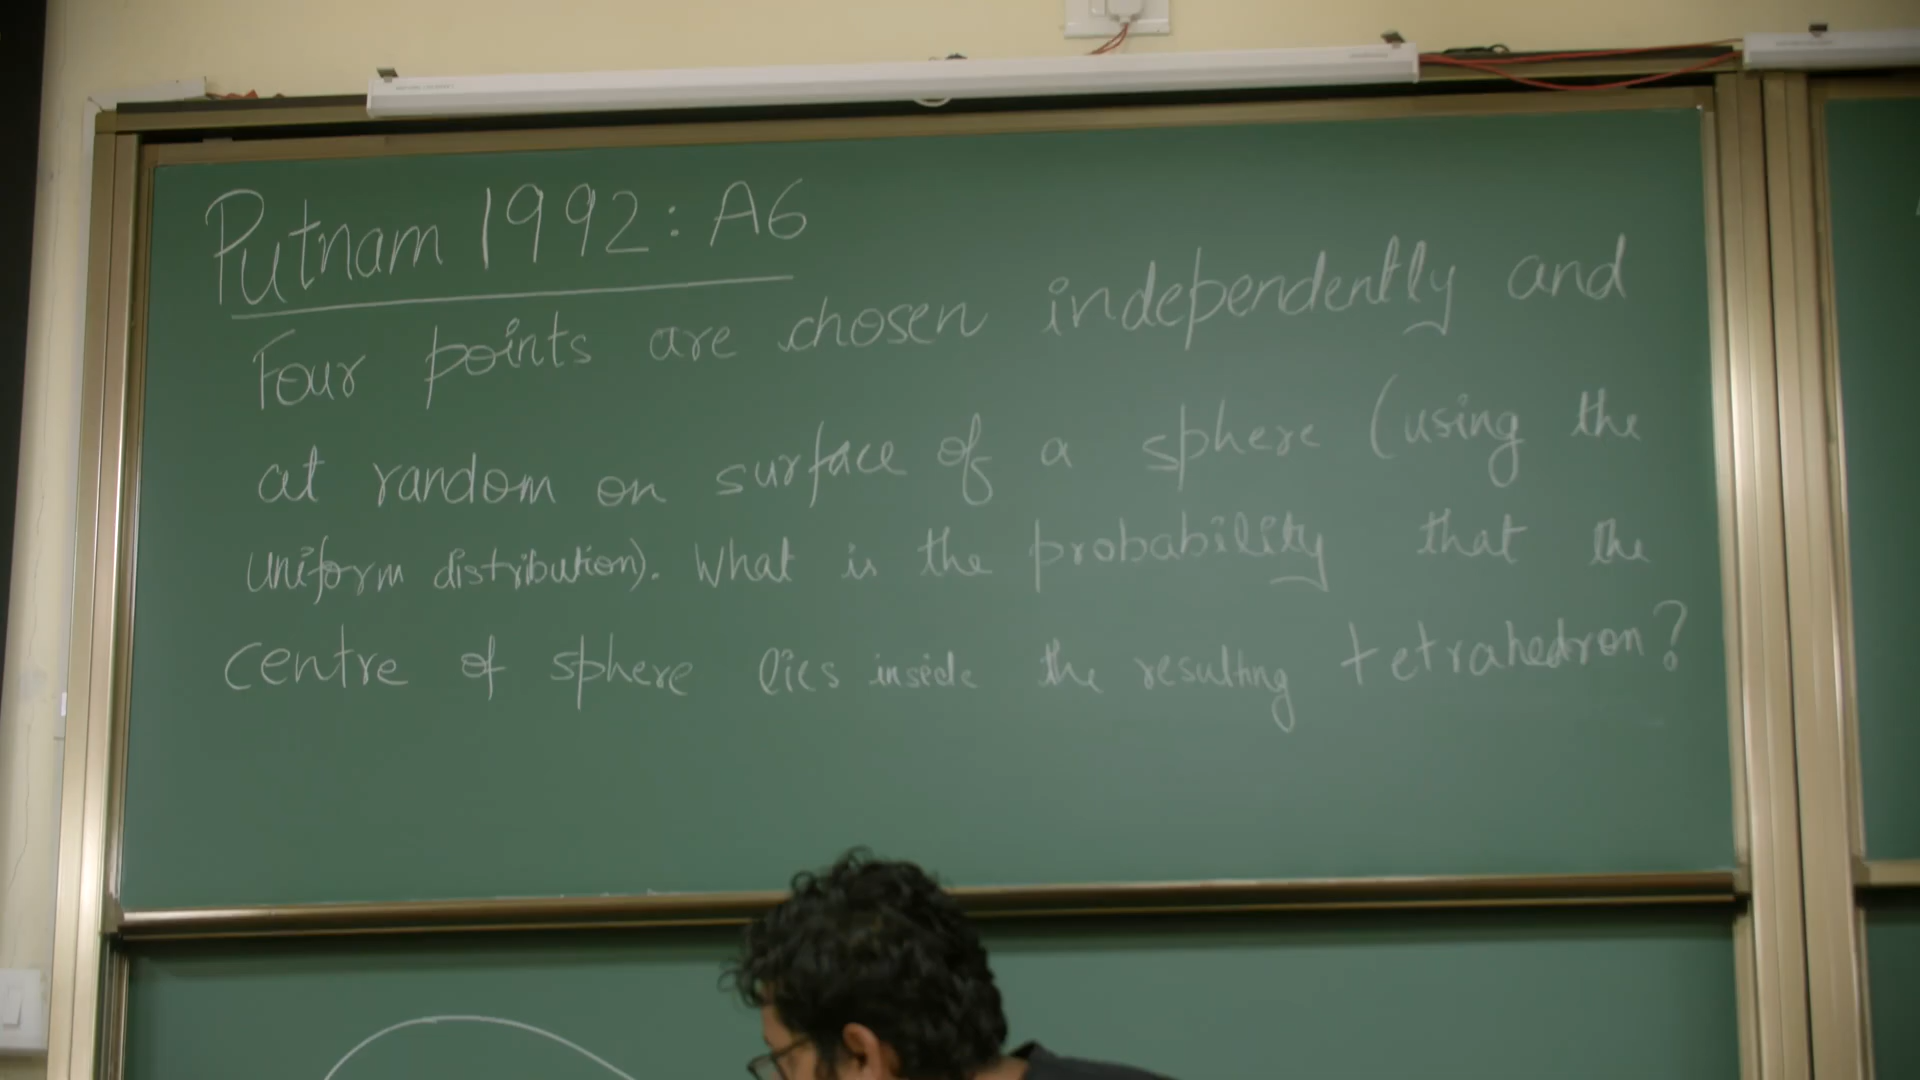 Putnam 1992: A6
Four points are chosen independently and
at random on surface of a sphere (using the
uniform distribution). What is the probability that the
centre of sphere lies inside the resulting tetrahedron?